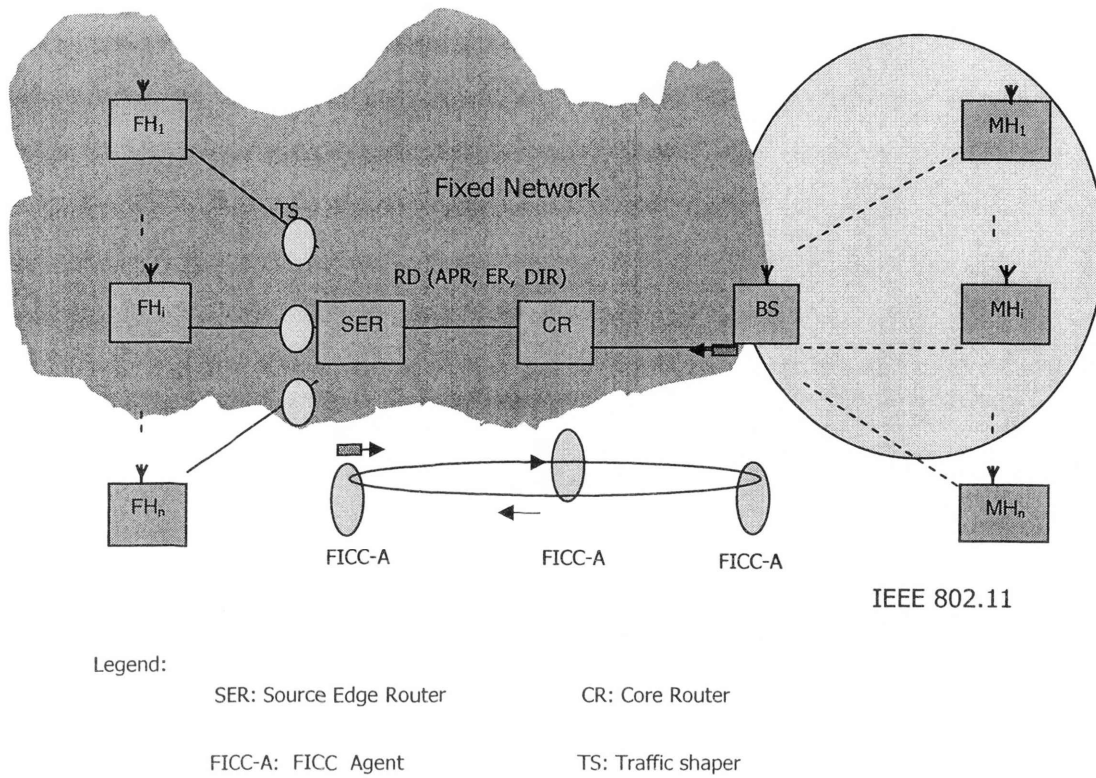 FH₁
MH₁
Fixed Network
TS
RD (APR, ER, DIR)
FHᵢ
SER
CR
BS
MHᵢ
FHₙ
MHₙ
FICC-A
FICC-A
FICC-A
IEEE 802.11
Legend:
SER: Source Edge Router
CR: Core Router
FICC-A: FICC Agent
TS: Traffic shaper